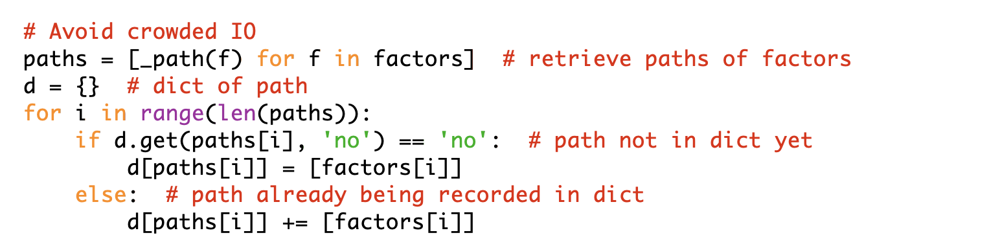 # Avoid crowded IO
paths = [_path(f) for f in factors]  # retrieve paths of factors
d = {}  # dict of path
for i in range(len(paths)):
    if d.get(paths[i], 'no') == 'no':  # path not in dict yet
        d[paths[i]] = [factors[i]]
    else:  # path already being recorded in dict
        d[paths[i]] += [factors[i]]